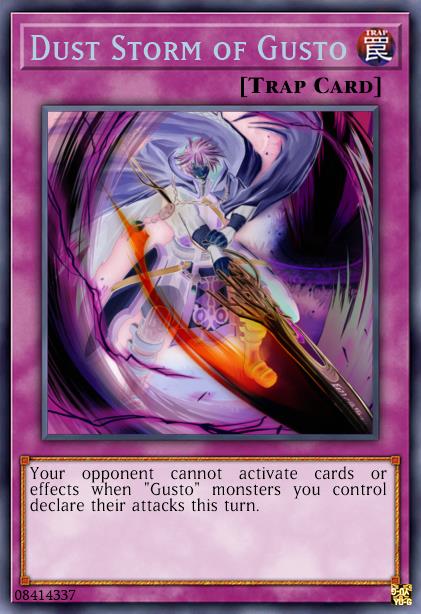 Dust Storm of Gusto
TRAP
罠
[Trap Card]
Your opponent cannot activate cards or
effects when "Gusto" monsters you control
declare their attacks this turn.
08414337